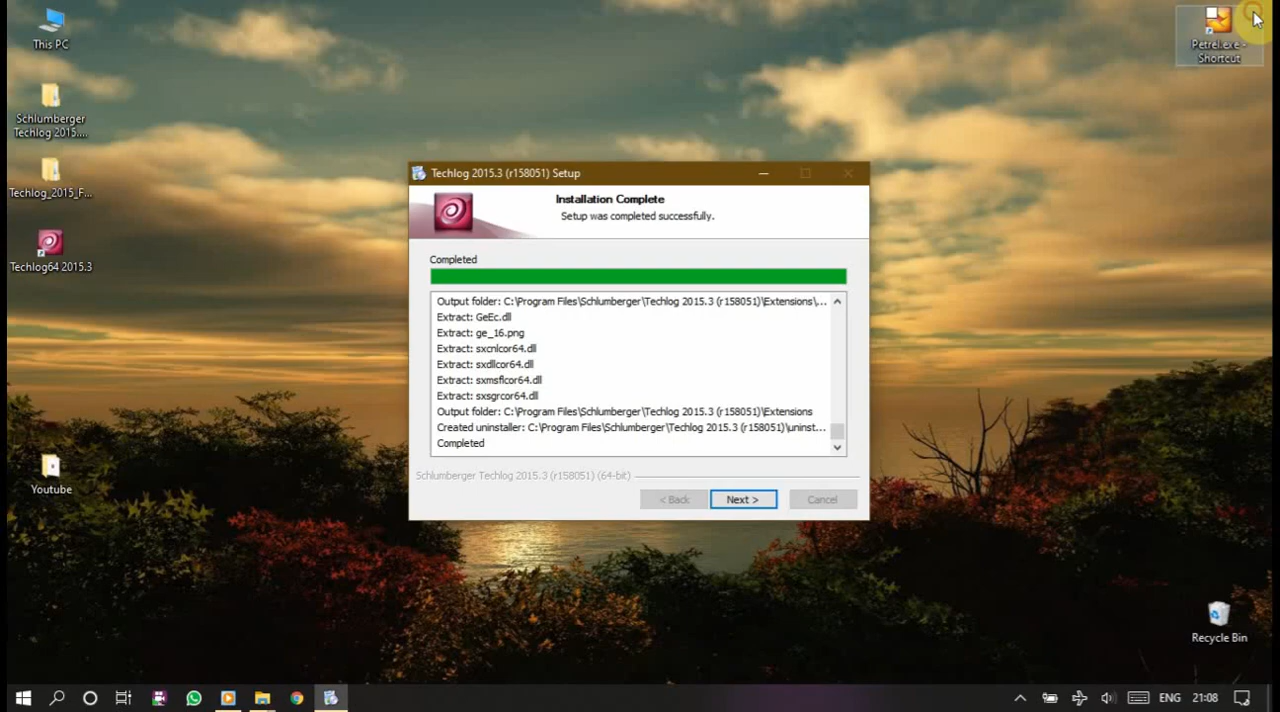 This PC
Schlumberger
Techlog 2015....
Techlog_2015_F...
Techlog64 2015.3
Youtube
Petrel.exe -
Shortcut
Techlog 2015.3 (r158051) Setup
Installation Complete
Setup was completed successfully.
Completed
Output folder: C:\Program Files\Schlumberger\Techlog 2015.3 (r158051)\Extensions\...
Extract: GeEc.dll
Extract: ge_16.png
Extract: sxcnlcor64.dll
Extract: sxdllcor64.dll
Extract: sxmsflcor64.dll
Extract: sxsgrcor64.dll
Output folder: C:\Program Files\Schlumberger\Techlog 2015.3 (r158051)\Extensions
Created uninstaller: C:\Program Files\Schlumberger\Techlog 2015.3 (r158051)\uninst...
Completed
Schlumberger Techlog 2015.3 (r158051) (64-bit)
< Back
Next >
Cancel
Recycle Bin
ENG
21:08